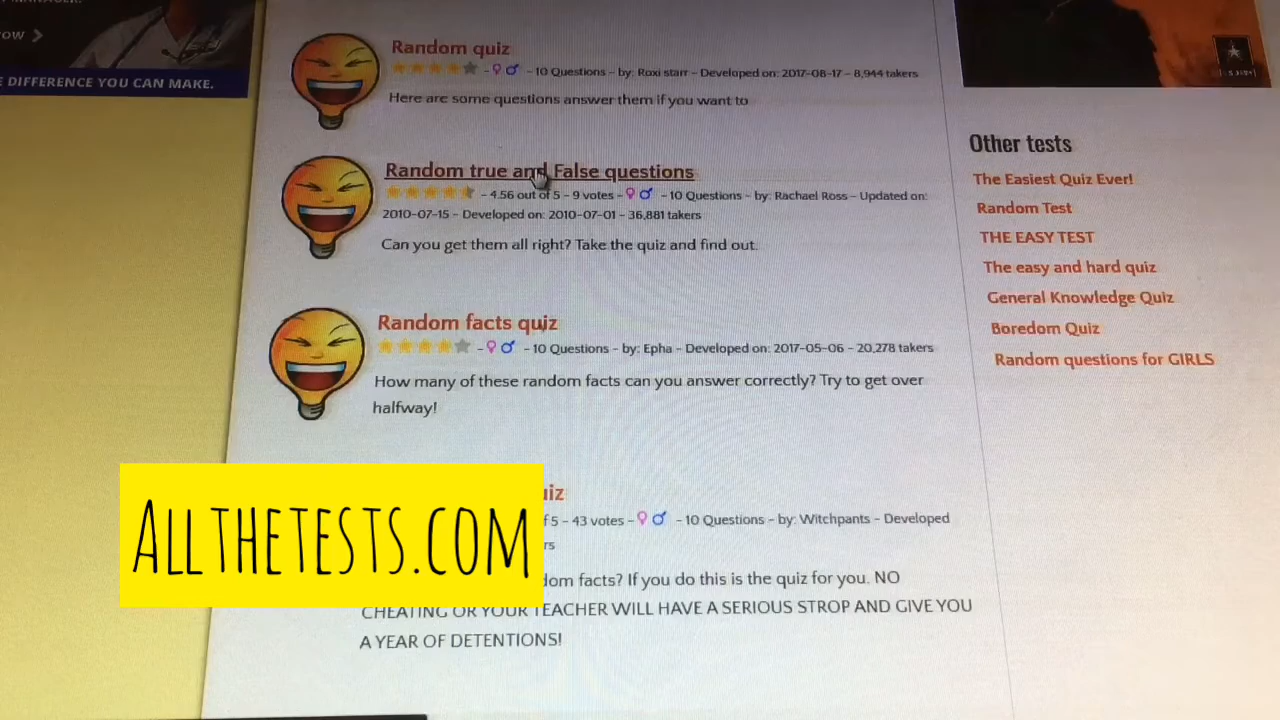 OW
E DIFFERENCE YOU CAN MAKE.
Random quiz
- 10 Questions - by: Roxi starr - Developed on: 2017-08-17 - 8,944 takers
Here are some questions answer them if you want to
Random true and False questions
- 4.56 out of 5 - 9 votes - - 10 Questions - by: Rachael Ross - Updated on:
2010-07-15 - Developed on: 2010-07-01 - 36,881 takers
Can you get them all right? Take the quiz and find out.
Random facts quiz
- 10 Questions - by: Epha - Developed on: 2017-05-06 - 20,278 takers
How many of these random facts can you answer correctly? Try to get over
halfway!
uiz
f 5 - 43 votes - - 10 Questions - by: Witchpants - Developed
rs
dom facts? If you do this is the quiz for you. NO
CHEATING OR YOUR TEACHER WILL HAVE A SERIOUS STROP AND GIVE YOU
A YEAR OF DETENTIONS!
ALLTHETESTS.COM
Other tests
The Easiest Quiz Ever!
Random Test
THE EASY TEST
The easy and hard quiz
General Knowledge Quiz
Boredom Quiz
Random questions for GIRLS